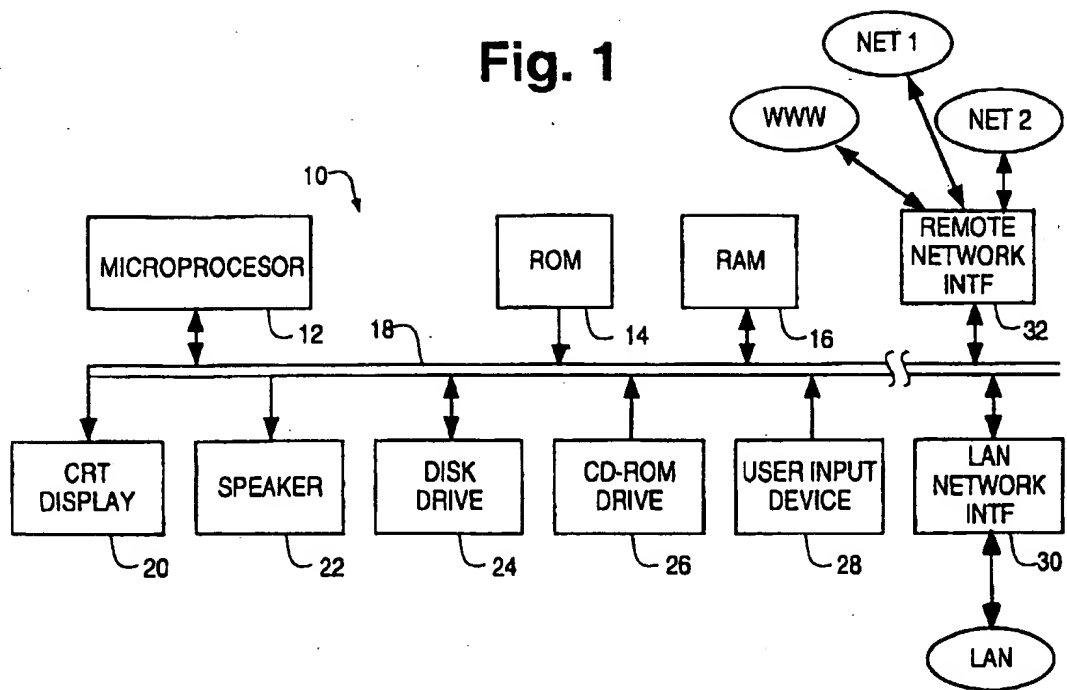 Fig. 1
NET 1
WWW
NET 2
10
MICROPROCESOR
ROM
RAM
REMOTE
NETWORK
INTF
12
18
14
16
32
CRT
DISPLAY
SPEAKER
DISK
DRIVE
CD-ROM
DRIVE
USER INPUT
DEVICE
LAN
NETWORK
INTF
20
22
24
26
28
30
LAN